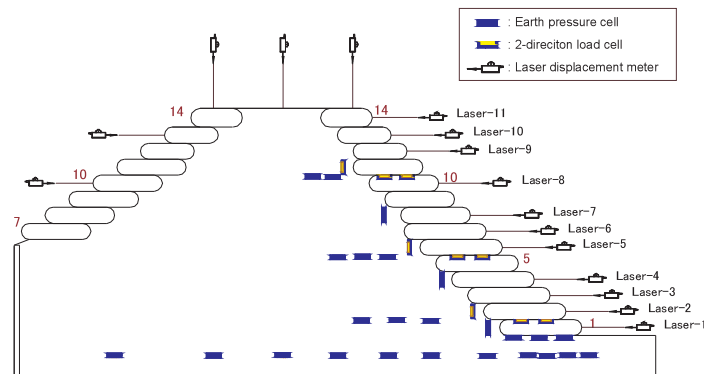 : Earth pressure cell
: 2-direciton load cell
: Laser displacement meter
14
14
Laser-11
Laser-10
Laser-9
10
10
Laser-8
7
Laser-7
Laser-6
Laser-5
5
Laser-4
Laser-3
Laser-2
1
Laser-1